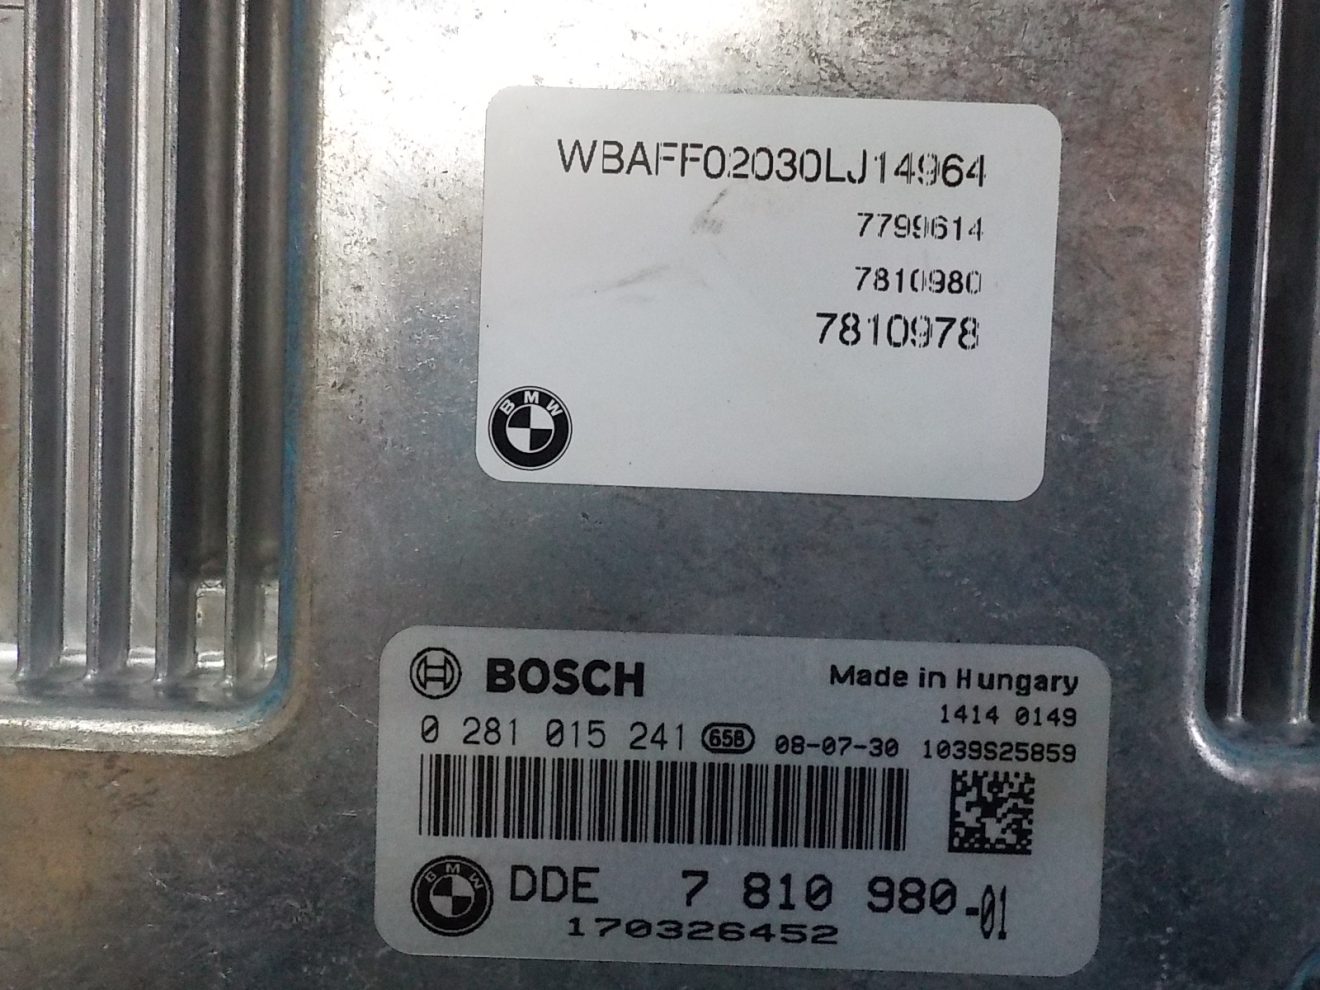 WBAFF02030LJ14964
7799614
7810980
7810978
BMW
BOSCH
Made in Hungary
1414 0149
0 281 015 241 65B 08-07-30 1039S25859
BMW
DDE 7 810 980-01
170326452